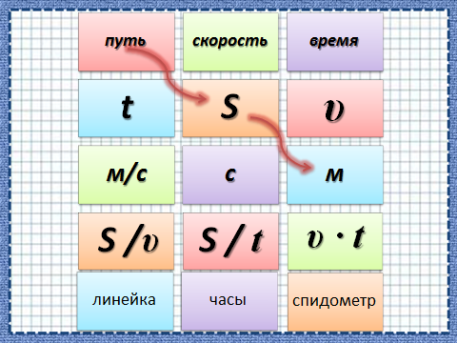 путь скорость время
t S υ
м/с с м
S / υ S / t υ · t
линейка часы спидометр